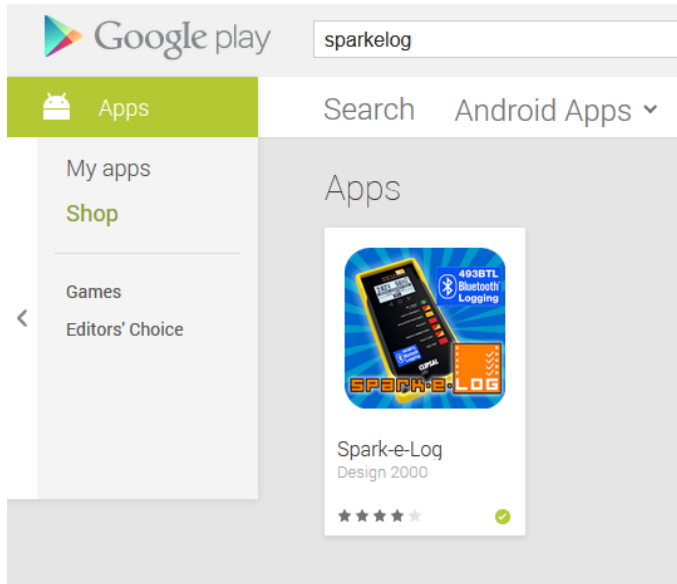 Google play
sparkelog
Apps
Search
Android Apps
My apps
Shop
Games
Editors' Choice
Apps
493BTL
Bluetooth
Logging
CLIPSAL
SPARK-E-LOG
Spark-e-Log
Design 2000